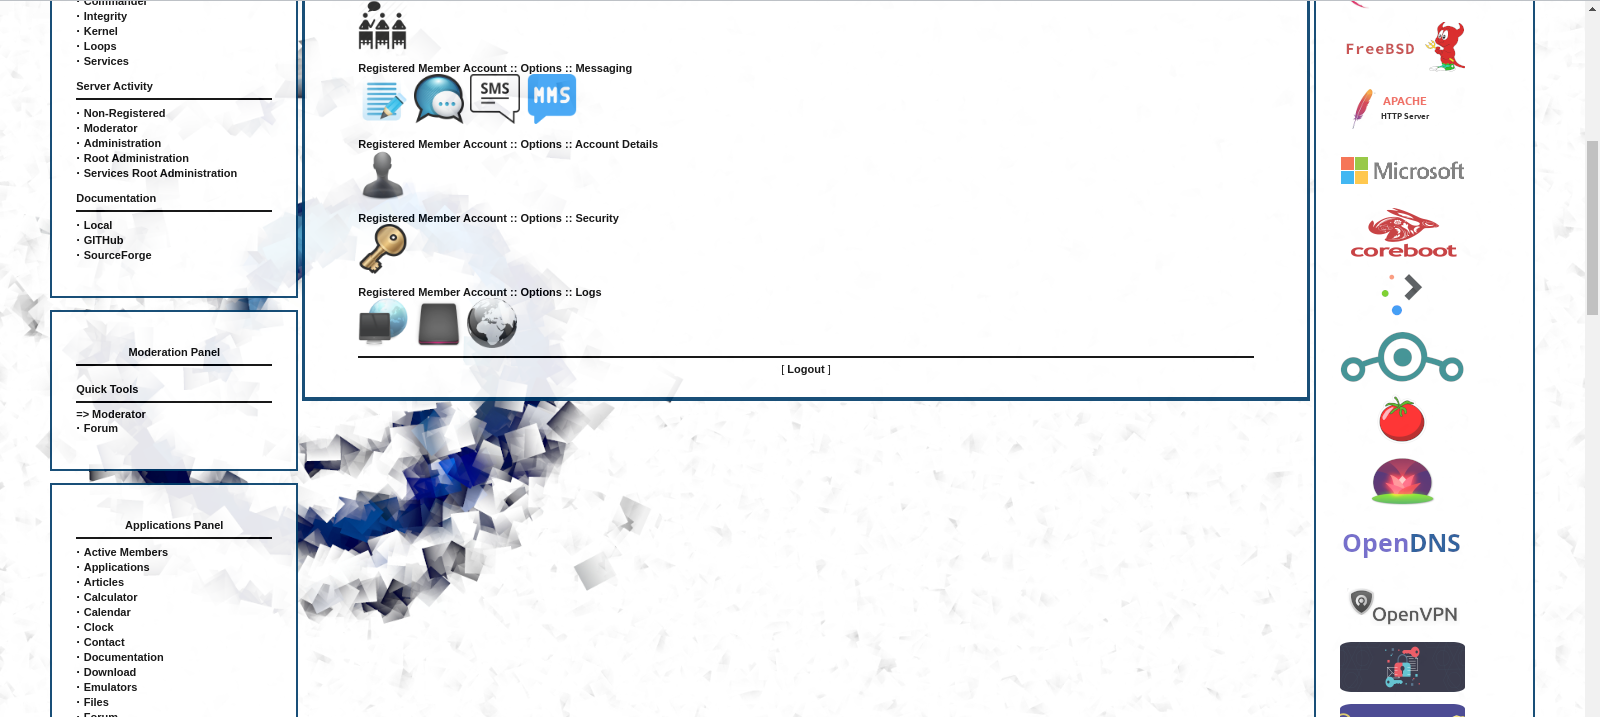 Commander
· Integrity
· Kernel
· Loops
· Services
Server Activity
· Non-Registered
· Moderator
· Administration
· Root Administration
· Services Root Administration
Documentation
· Local
· GITHub
· SourceForge
Moderation Panel
Quick Tools
=> Moderator
· Forum
Applications Panel
· Active Members
· Applications
· Articles
· Calculator
· Calendar
· Clock
· Contact
· Documentation
· Download
· Emulators
· Files
· Forum
Registered Member Account :: Options :: Messaging
SMS
MMS
Registered Member Account :: Options :: Account Details
Registered Member Account :: Options :: Security
Registered Member Account :: Options :: Logs
[ Logout ]
FreeBSD
APACHE
HTTP Server
Microsoft
coreboot
OpenDNS
OpenVPN